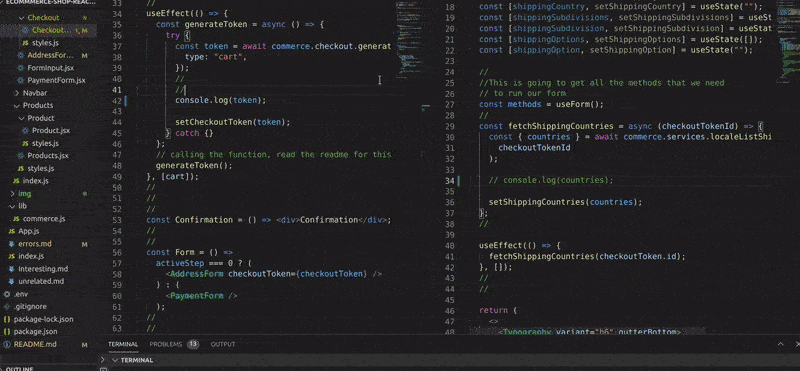 ECOMMMERCE-SHOP-REAC...
Checkout
Checkout... 1, M
styles.js
AddressFor... M
FormInput.jsx
PaymentForm.jsx
Navbar
Products
Product
Product.jsx
styles.js
Products.jsx
styles.js
index.js
img
lib
commerce.js
App.js
errors.md M
index.js
Interesting.md
unrelated.md
.env
.gitignore
package-lock.json
package.json
README.md M
OUTLINE
33 //
34 useEffect(() => {
35 const generateToken = async () => {
36 try {
37 const token = await commerce.checkout.generat
38 type: "cart",
39 });
40 //
41 //
42 console.log(token);
43
44 setCheckoutToken(token);
45 } catch {}
46 };
47 // calling the function, read the readme for this
48 generateToken();
49 }, [cart]);
50 //
51 //
52 //
53 const Confirmation = () => <div>Confirmation</div>;
54 //
55 //
56 const Form = () =>
57 activeStep === 0 ? (
58 <AddressForm checkoutToken={checkoutToken} />
59 ) : (
60 <PaymentForm />
61 );
62 //
63 //
18 const [shippingCountry, setShippingCountry] = useState("");
19 const [shippingSubdivisions, setShippingSubdivisions] = useStat
20 const [shippingSubdivision, setShippingSubdivision] = useStat
21 const [shippingOptions, setShippingOptions] = useState([]);
22 const [shippingOption, setShippingOption] = useState("");
23
24 //
25 //This is going to get all the methods that we need
26 // to run our form
27 const methods = useForm();
28 //
29 const fetchShippingCountries = async (checkoutTokenId) => {
30 const { countries } = await commerce.services.localeListShi
31 checkoutTokenId
32 );
33
34 // console.log(countries);
35
36 setShippingCountries(countries);
37 };
38 //
39
40 useEffect(() => {
41 fetchShippingCountries(checkoutToken.id);
42 }, []);
43 //
44 //
45
46 return (
47 <>
48 <Typography variant="h6" gutterBottom>
TERMINAL PROBLEMS 13 OUTPUT
TERMINAL